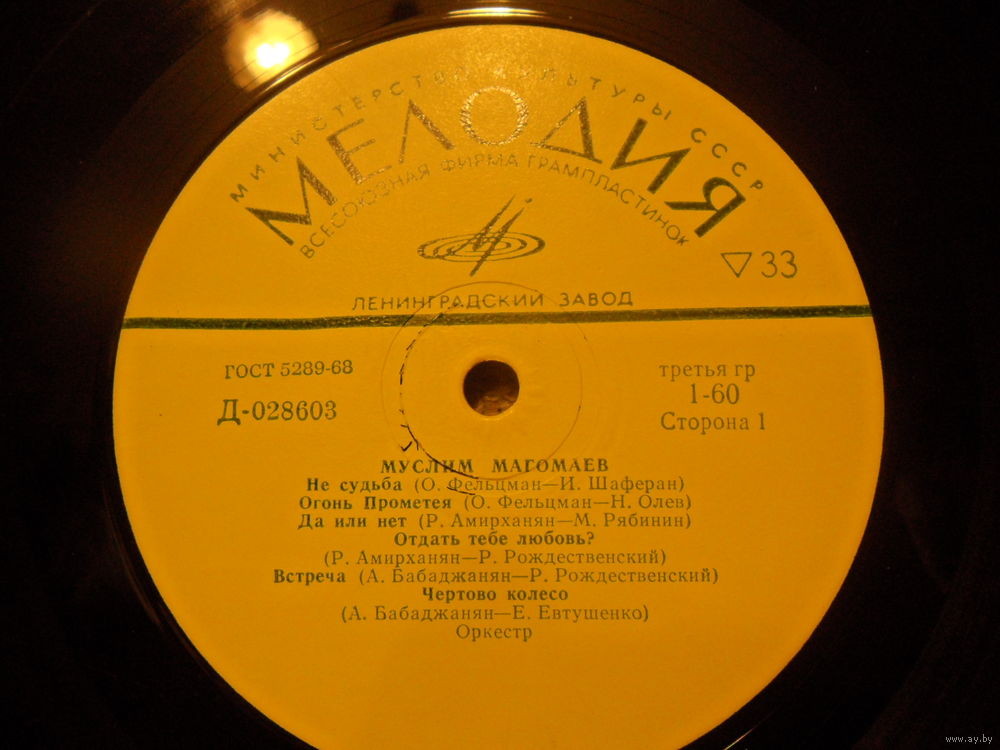 МИНИСТЕРСТВО КУЛЬТУРЫ СССР
МЕЛОДИЯ
ВСЕСОЮЗНАЯ ФИРМА ГРАМПЛАСТИНОК
▽33
ЛЕНИНГРАДСКИЙ ЗАВОД
ГОСТ 5289-68
Д-028603
третья гр
1-60
Сторона 1
МУСЛИМ МАГОМАЕВ
Не судьба (О. Фельцман—И. Шаферан)
Огонь Прометея (О. Фельцман—Н. Олев)
Да или нет (Р. Амирханян—М. Рябинин)
Отдать тебе любовь?
(Р. Амирханян—Р. Рождественский)
Встреча (А. Бабаджанян—Р. Рождественский)
Чертово колесо
(А. Бабаджанян—Е. Евтушенко)
Оркестр
www.ay.by